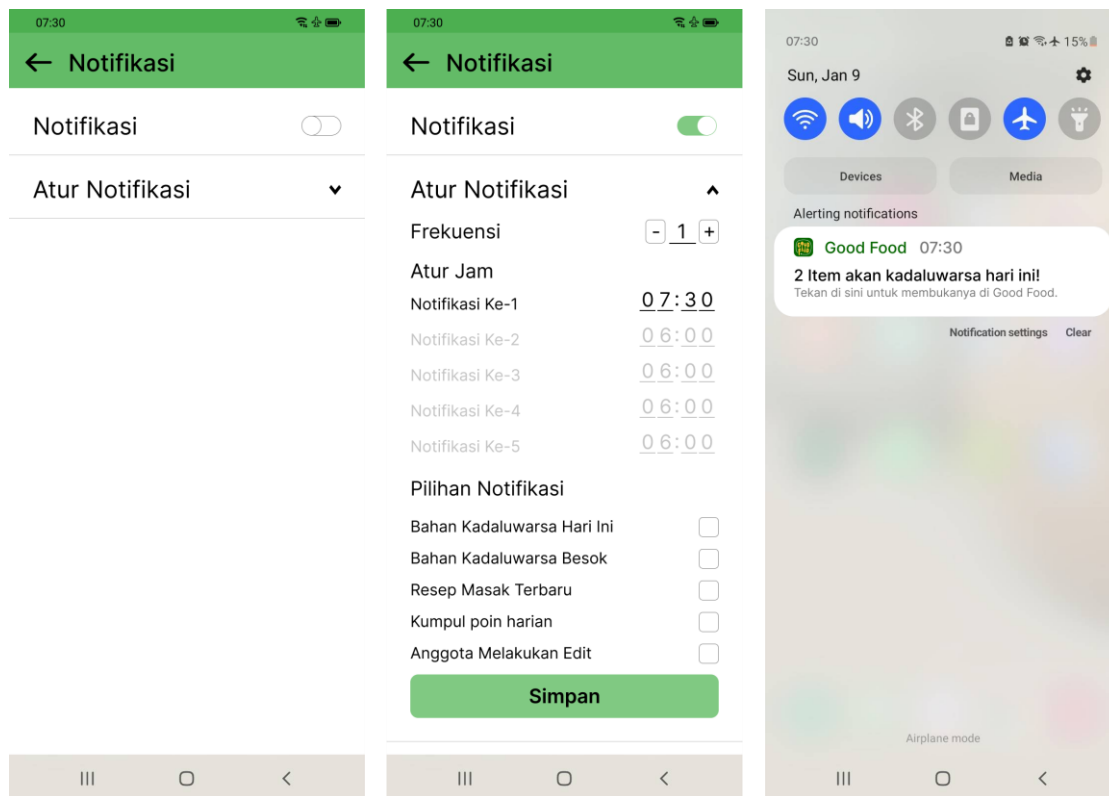 07:30
Notifikasi
Notifikasi
Atur Notifikasi
07:30
Notifikasi
Notifikasi
Atur Notifikasi
Frekuensi - 1 +
Atur Jam
Notifikasi Ke-1 07:30
Notifikasi Ke-2 06:00
Notifikasi Ke-3 06:00
Notifikasi Ke-4 06:00
Notifikasi Ke-5 06:00
Pilihan Notifikasi
Bahan Kadaluwarsa Hari Ini
Bahan Kadaluwarsa Besok
Resep Masak Terbaru
Kumpul poin harian
Anggota Melakukan Edit
Simpan
07:30 15%
Sun, Jan 9
Devices Media
Alerting notifications
Good Food 07:30
2 Item akan kadaluwarsa hari ini!
Tekan di sini untuk membukanya di Good Food.
Notification settings Clear
Airplane mode